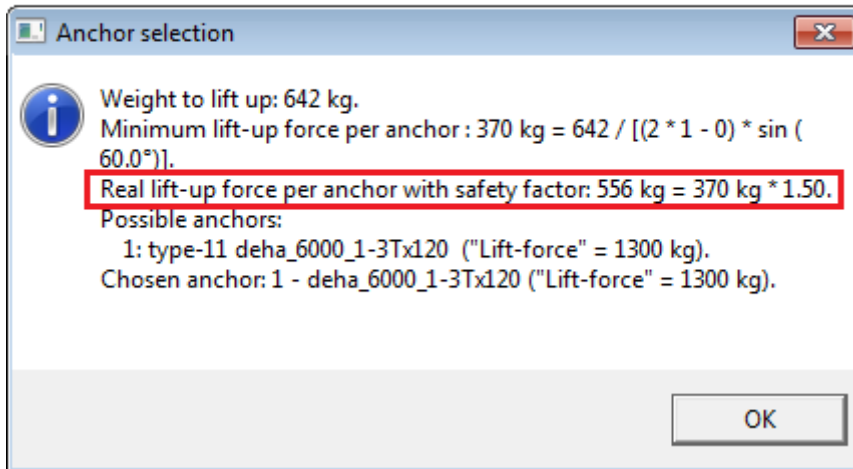 Anchor selection
Weight to lift up: 642 kg.
Minimum lift-up force per anchor : 370 kg = 642 / [(2 * 1 - 0) * sin (
60.0°)].
Real lift-up force per anchor with safety factor: 556 kg = 370 kg * 1.50.
Possible anchors:
1: type-11 deha_6000_1-3Tx120 ("Lift-force" = 1300 kg).
Chosen anchor: 1 - deha_6000_1-3Tx120 ("Lift-force" = 1300 kg).
OK